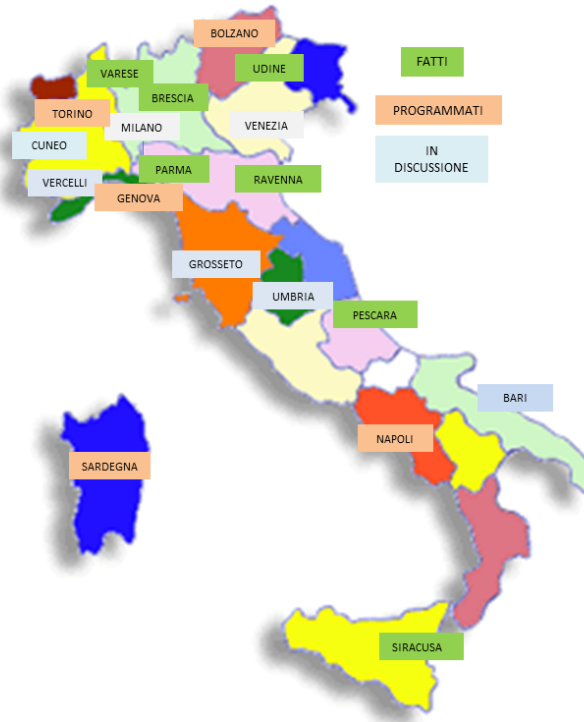 BOLZANO
FATTI
VARESE
UDINE
BRESCIA
PROGRAMMATI
TORINO
MILANO
VENEZIA
CUNEO
IN
DISCUSSIONE
PARMA
VERCELLI
RAVENNA
GENOVA
GROSSETO
UMBRIA
PESCARA
BARI
NAPOLI
SARDEGNA
SIRACUSA